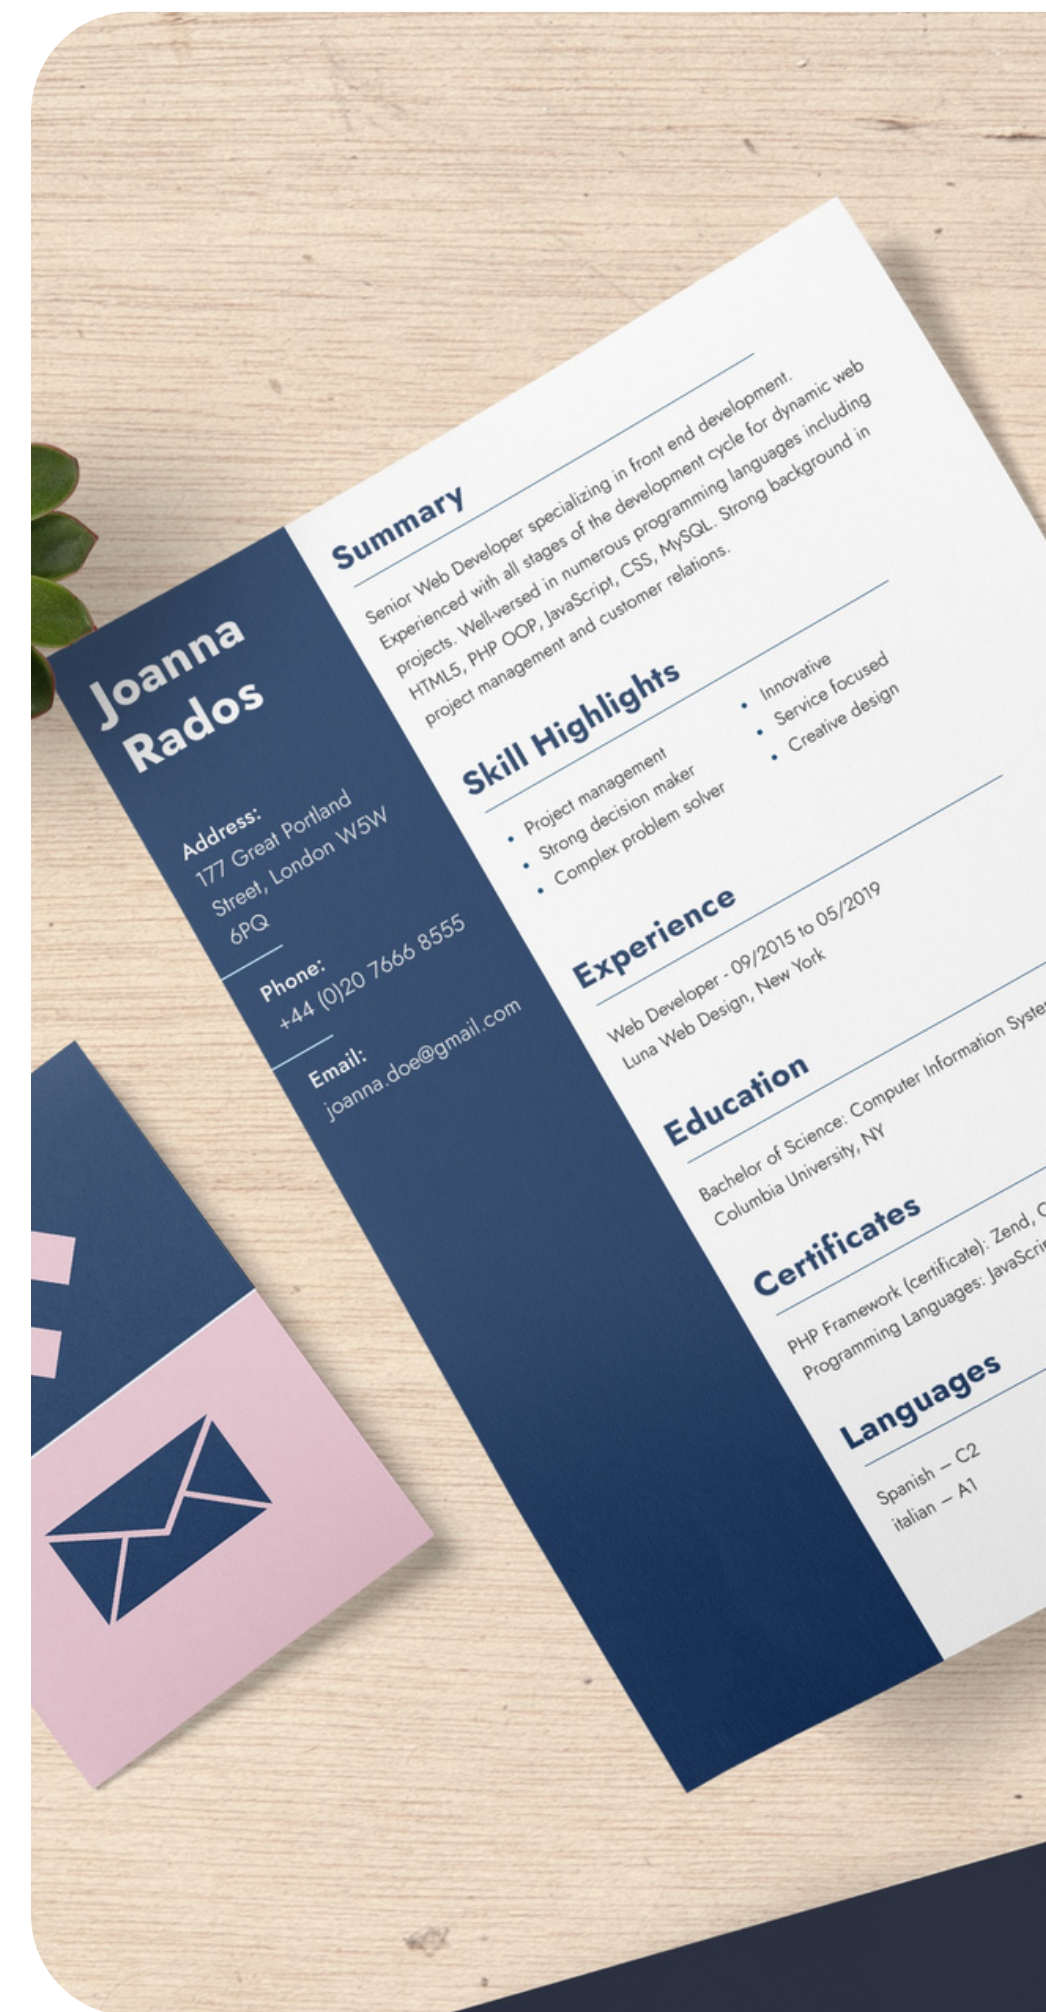 Joanna
Rados
Address:
177 Great Portland
Street, London W5W
6PQ
Phone:
+44 (0)20 7666 8555
Email:
joanna.doe@gmail.com
Summary
Senior Web Developer specializing in front end development.
Experienced with all stages of the development cycle for dynamic web
projects. Well-versed in numerous programming languages including
HTML5, PHP OOP, JavaScript, CSS, MySQL. Strong background in
project management and customer relations.
Skill Highlights
• Project management
• Strong decision maker
• Complex problem solver
• Innovative
• Service focused
• Creative design
Experience
Web Developer - 09/2015 to 05/2019
Luna Web Design, New York
Education
Bachelor of Science: Computer Information
Columbia University, NY
Certificates
PHP Framework (certificate): Zend,
Programming Languages:
Languages
Spanish – C2
italian – A1